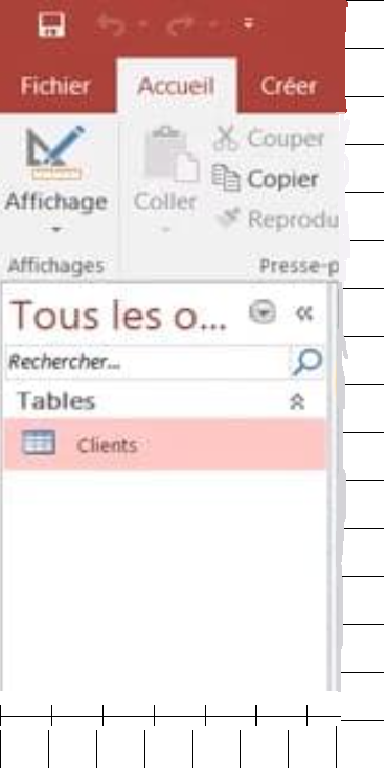 Fichier Accueil Créer
Couper
Copier
Affichage Coller
Reprodu
Affichages Presse-p
Tous les o...
Rechercher...
Tables
Clients